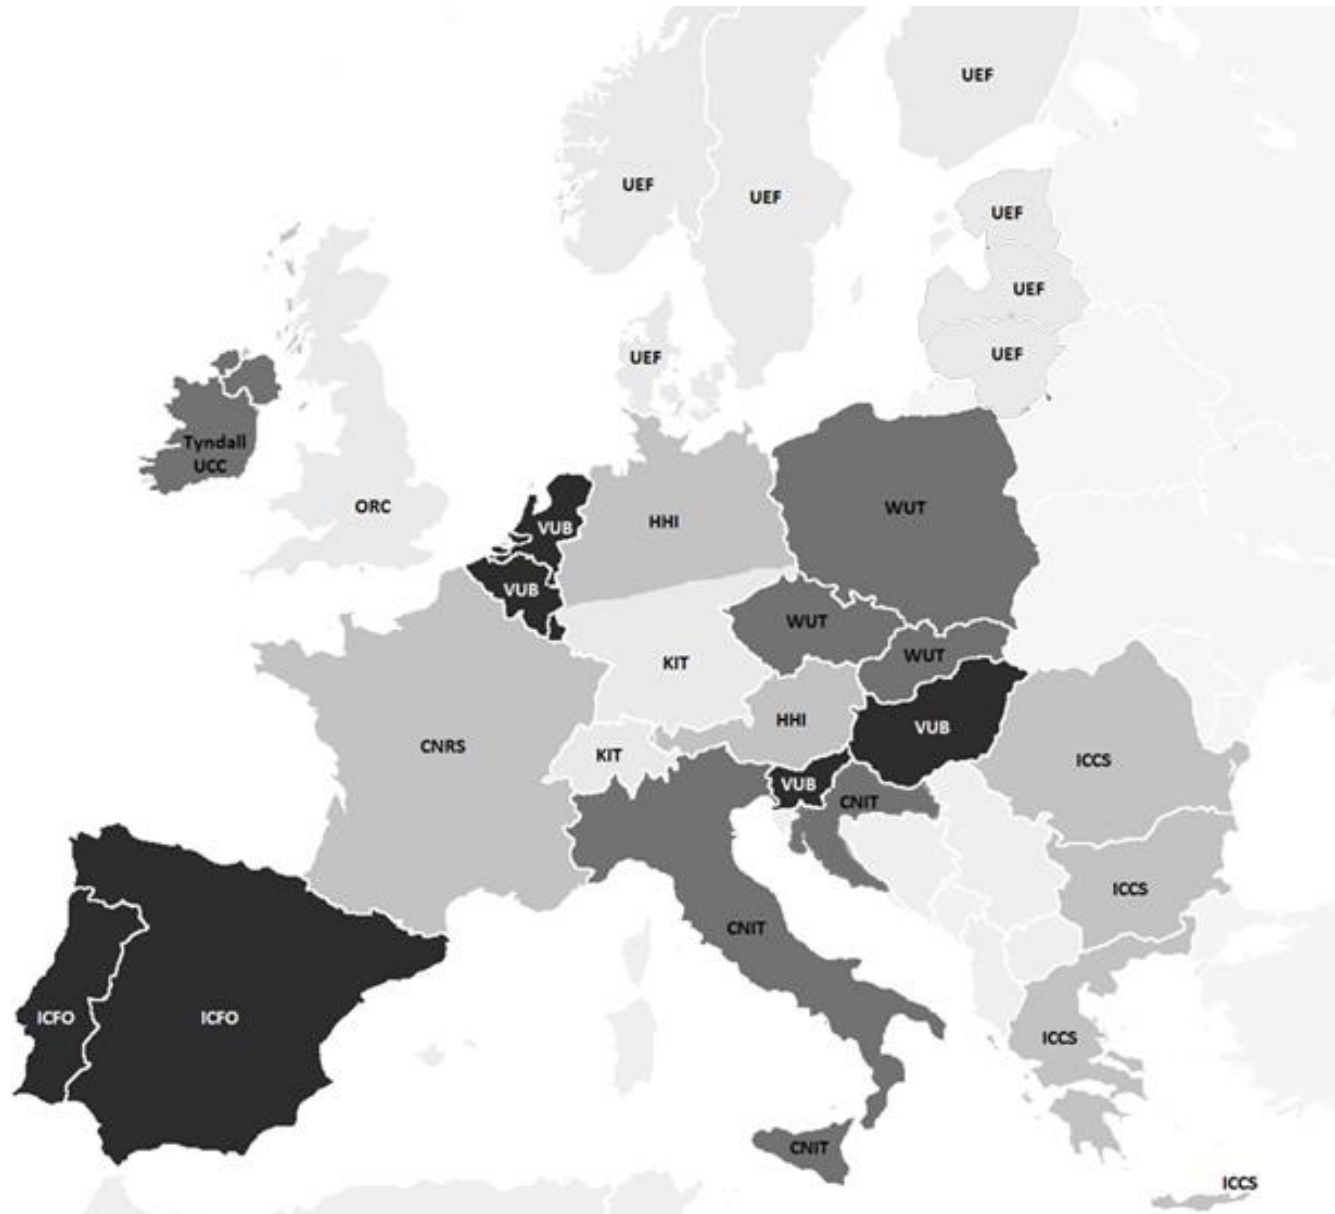 UEF
UEF
UEF
UEF
UEF
UEF
UEF
Tyndall
UCC
ORC
VUB
HHI
WUT
VUB
WUT
WUT
KIT
HHI
VUB
CNRS
KIT
ICCS
VUB
CNIT
ICCS
CNIT
ICFO
ICFO
ICCS
CNIT
ICCS